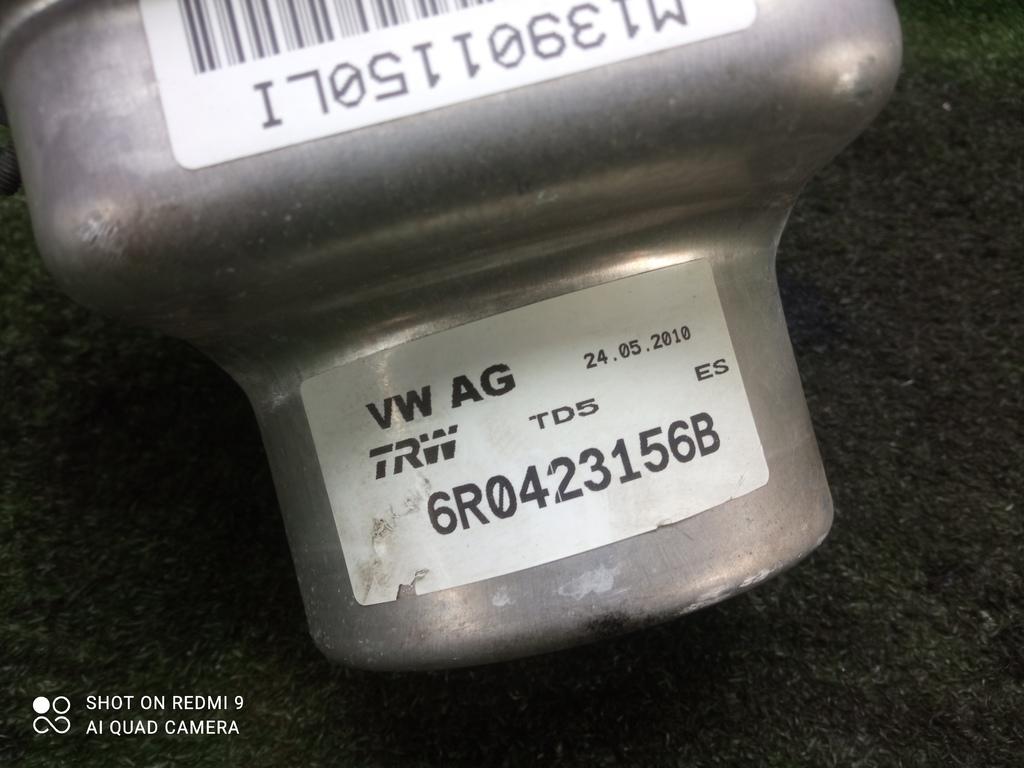 M13901150LI
VW AG
24.05.2010
TRW
TD5
ES
6R0423156B
SHOT ON REDMI 9
AI QUAD CAMERA